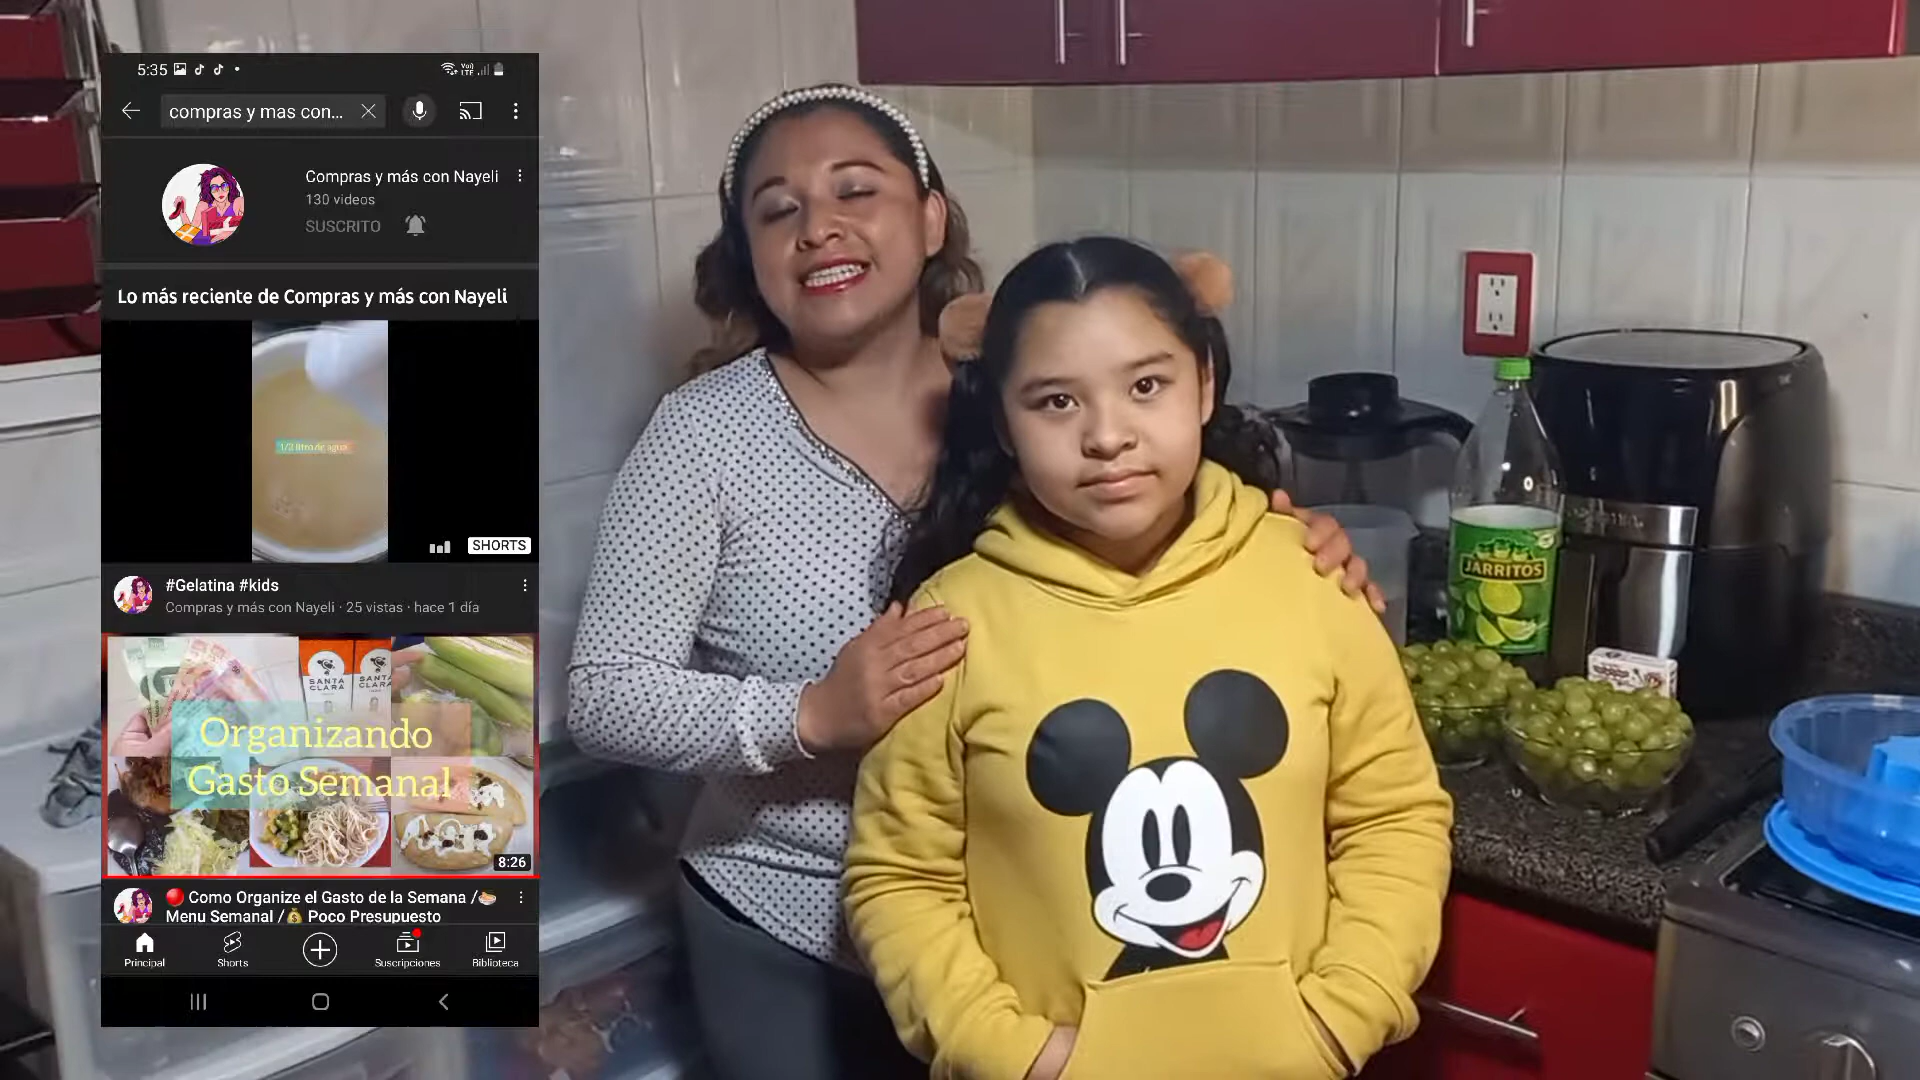 5:35
compras y mas con...
Compras y más con Nayeli
130 videos
SUSCRITO
Lo más reciente de Compras y más con Nayeli
1/2 litro de agua
SHORTS
#Gelatina #kids
Compras y más con Nayeli · 25 vistas · hace 1 día
SANTA CLARA
SANTA CLARA
Organizando
Gasto Semanal
8:26
🔴 Como Organize el Gasto de la Semana /🍜
Menu Semanal /💰 Poco Presupuesto
Principal
Shorts
Suscripciones
Biblioteca
JARRITOS